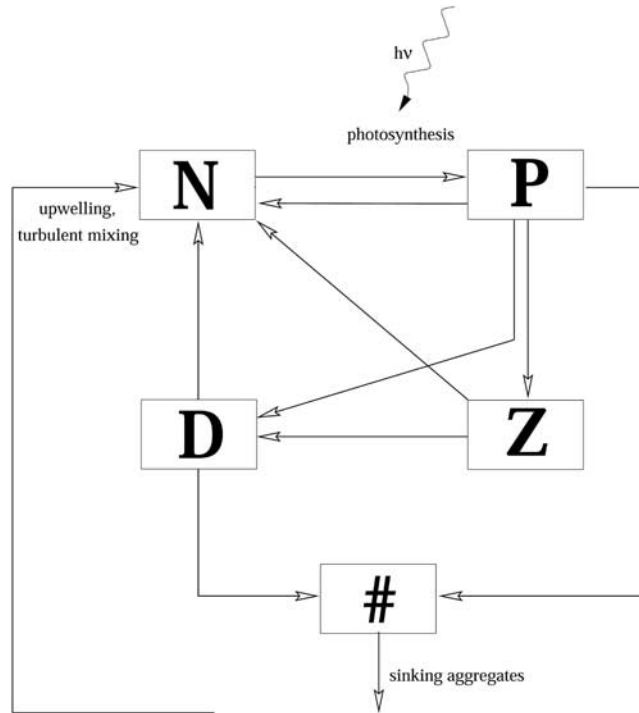 hν
photosynthesis
N
P
upwelling,
turbulent mixing
D
Z
#
sinking aggregates